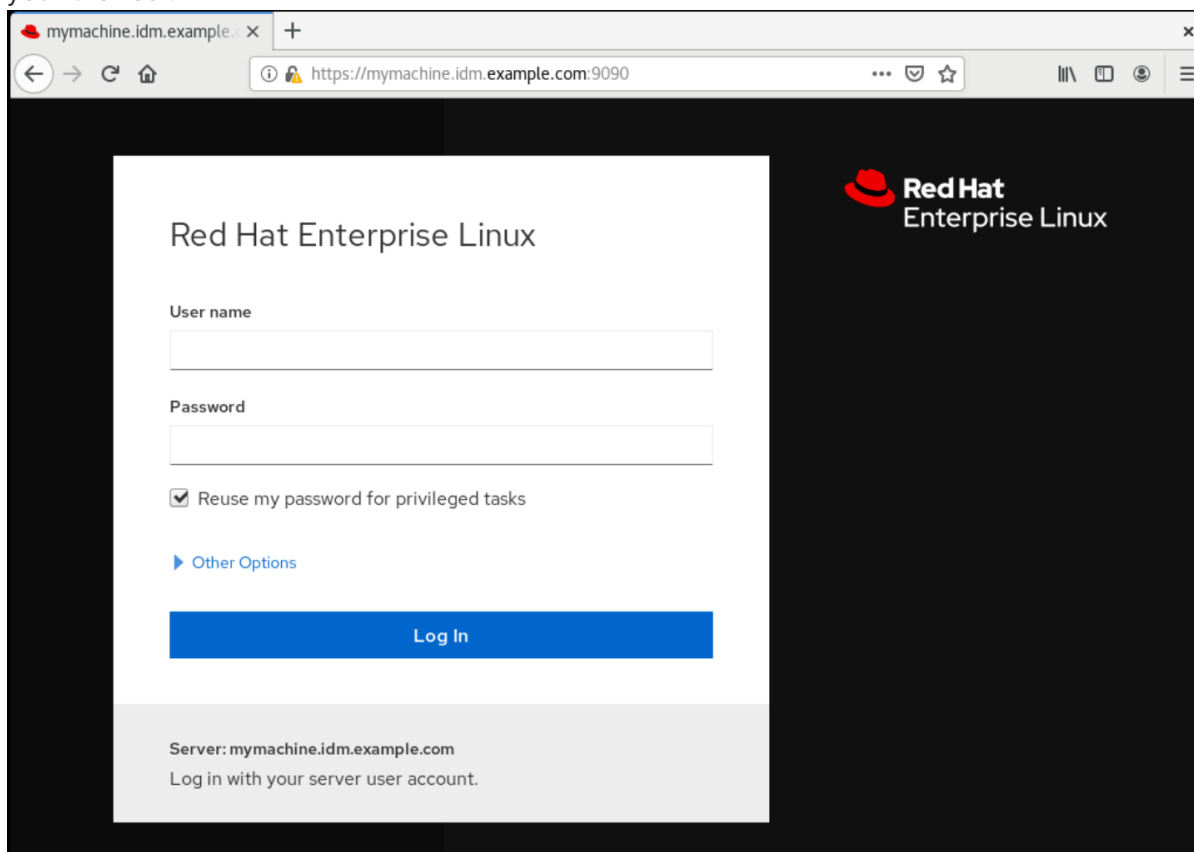 mymachine.idm.example.
https://mymachine.idm.example.com:9090
Red Hat
Enterprise Linux
Red Hat Enterprise Linux
User name
Password
Reuse my password for privileged tasks
Other Options
Log In
Server: mymachine.idm.example.com
Log in with your server user account.